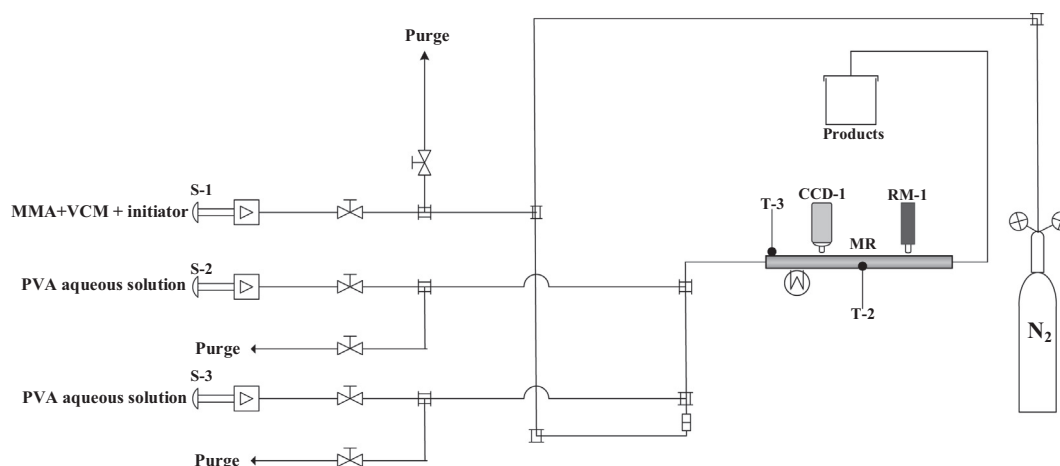 Purge
S-1
MMA+VCM + initiator
S-2
PVA aqueous solution
Purge
S-3
PVA aqueous solution
Purge
Products
CCD-1
RM-1
T-3
MR
T-2
N₂